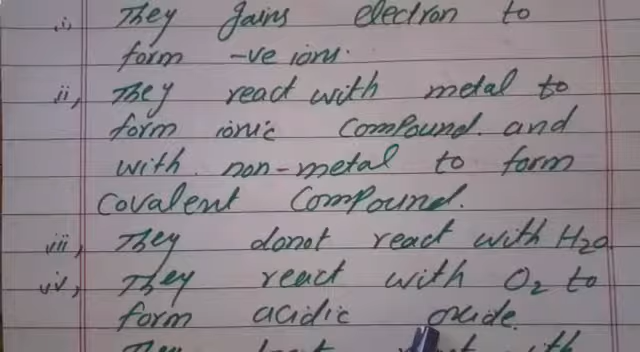 i) They gains electron to
form -ve ions.
ii, They react with metal to
form ionic compound. and
with non-metal to form
covalent compound.
iii, They donot react with H2O
iv, They react with O2 to
form acidic oxide.
They with